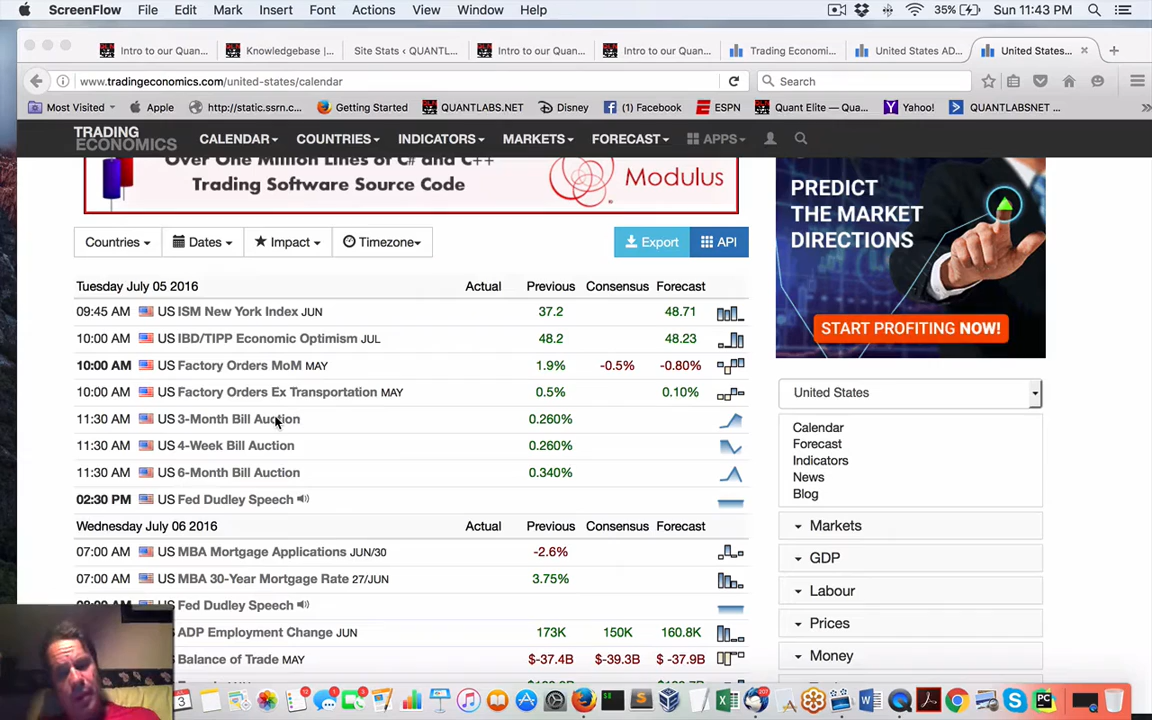 ScreenFlow File Edit Mark Insert Font Actions View Window Help 35% Sun 11:43 PM
Intro to our Quan... Knowledgebase |... Site Stats ‹ QUANTL... Intro to our Quan... Intro to our Quan... Trading Economi... United States AD... United States...
www.tradingeconomics.com/united-states/calendar Search
Most Visited Apple http://static.ssrn.c... Getting Started QUANTLABS.NET Disney (1) Facebook ESPN Quant Elite — Qua... Yahoo! QUANTLABSNET ...
TRADING ECONOMICS CALENDAR COUNTRIES INDICATORS MARKETS FORECAST APPS
Over One Million Lines of C# and C++
Trading Software Source Code
Modulus
PREDICT
THE MARKET
DIRECTIONS
START PROFITING NOW!
Countries Dates Impact Timezone Export API
Tuesday July 05 2016 Actual Previous Consensus Forecast
09:45 AM US ISM New York Index JUN 37.2 48.71
10:00 AM US IBD/TIPP Economic Optimism JUL 48.2 48.23
10:00 AM US Factory Orders MoM MAY 1.9% -0.5% -0.80%
10:00 AM US Factory Orders Ex Transportation MAY 0.5% 0.10%
11:30 AM US 3-Month Bill Auction 0.260%
11:30 AM US 4-Week Bill Auction 0.260%
11:30 AM US 6-Month Bill Auction 0.340%
02:30 PM US Fed Dudley Speech
Wednesday July 06 2016 Actual Previous Consensus Forecast
07:00 AM US MBA Mortgage Applications JUN/30 -2.6%
07:00 AM US MBA 30-Year Mortgage Rate 27/JUN 3.75%
US Fed Dudley Speech
ADP Employment Change JUN 173K 150K 160.8K
Balance of Trade MAY $-37.4B $-39.3B $ -37.9B
United States
Calendar
Forecast
Indicators
News
Blog
Markets
GDP
Labour
Prices
Money